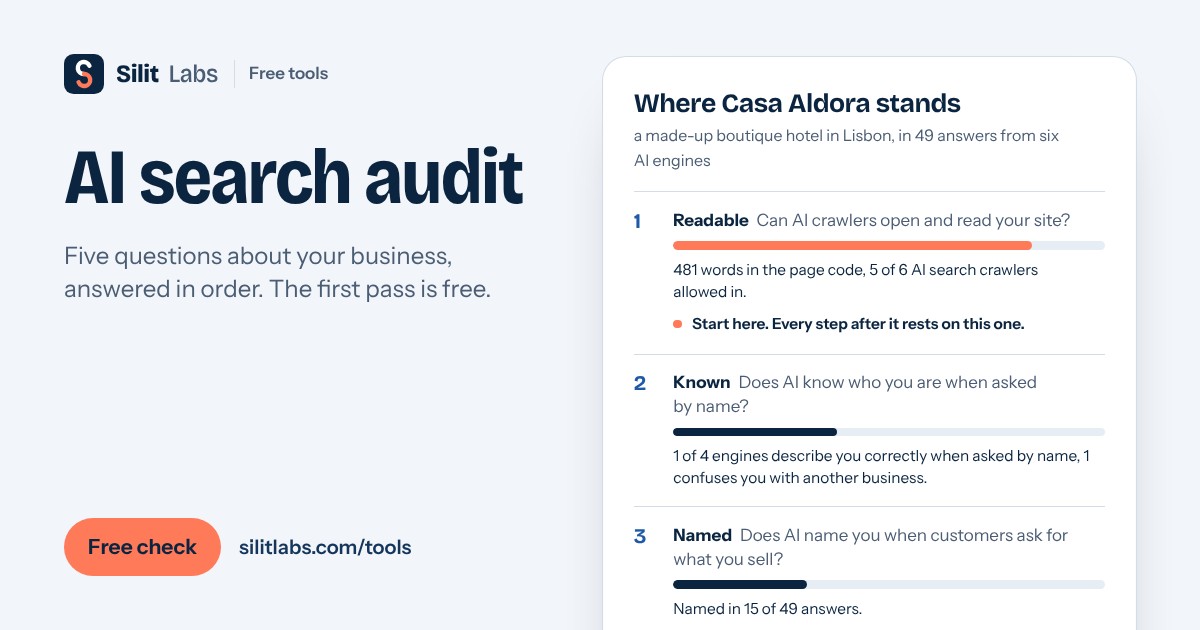 Silit Labs
Free tools
AI search audit
Five questions about your business,
answered in order. The first pass is free.
Free check
silitlabs.com/tools
Where Casa Aldora stands
a made-up boutique hotel in Lisbon, in 49 answers from six
AI engines
1
Readable Can AI crawlers open and read your site?
481 words in the page code, 5 of 6 AI search crawlers
allowed in.
Start here. Every step after it rests on this one.
2
Known Does AI know who you are when asked
by name?
1 of 4 engines describe you correctly when asked by name, 1
confuses you with another business.
3
Named Does AI name you when customers ask for
what you sell?
Named in 15 of 49 answers.